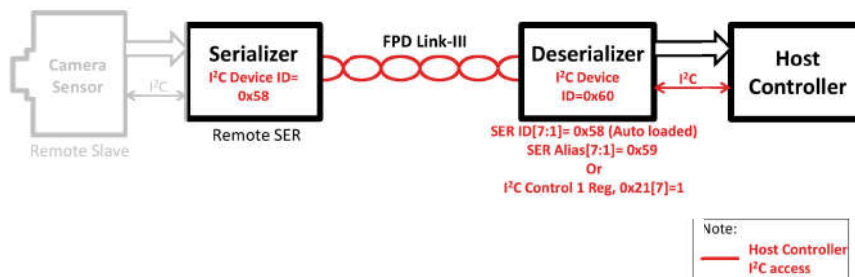 Camera
Sensor
I²C
Remote Slave
Serializer
I²C Device ID=
0x58
Remote SER
FPD Link-III
Deserializer
I²C Device
ID=0x60
SER ID[7:1]= 0x58 (Auto loaded)
SER Alias[7:1]= 0x59
Or
I²C Control 1 Reg, 0x21[7]=1
I²C
Host
Controller
Note:
Host Controller
I²C access